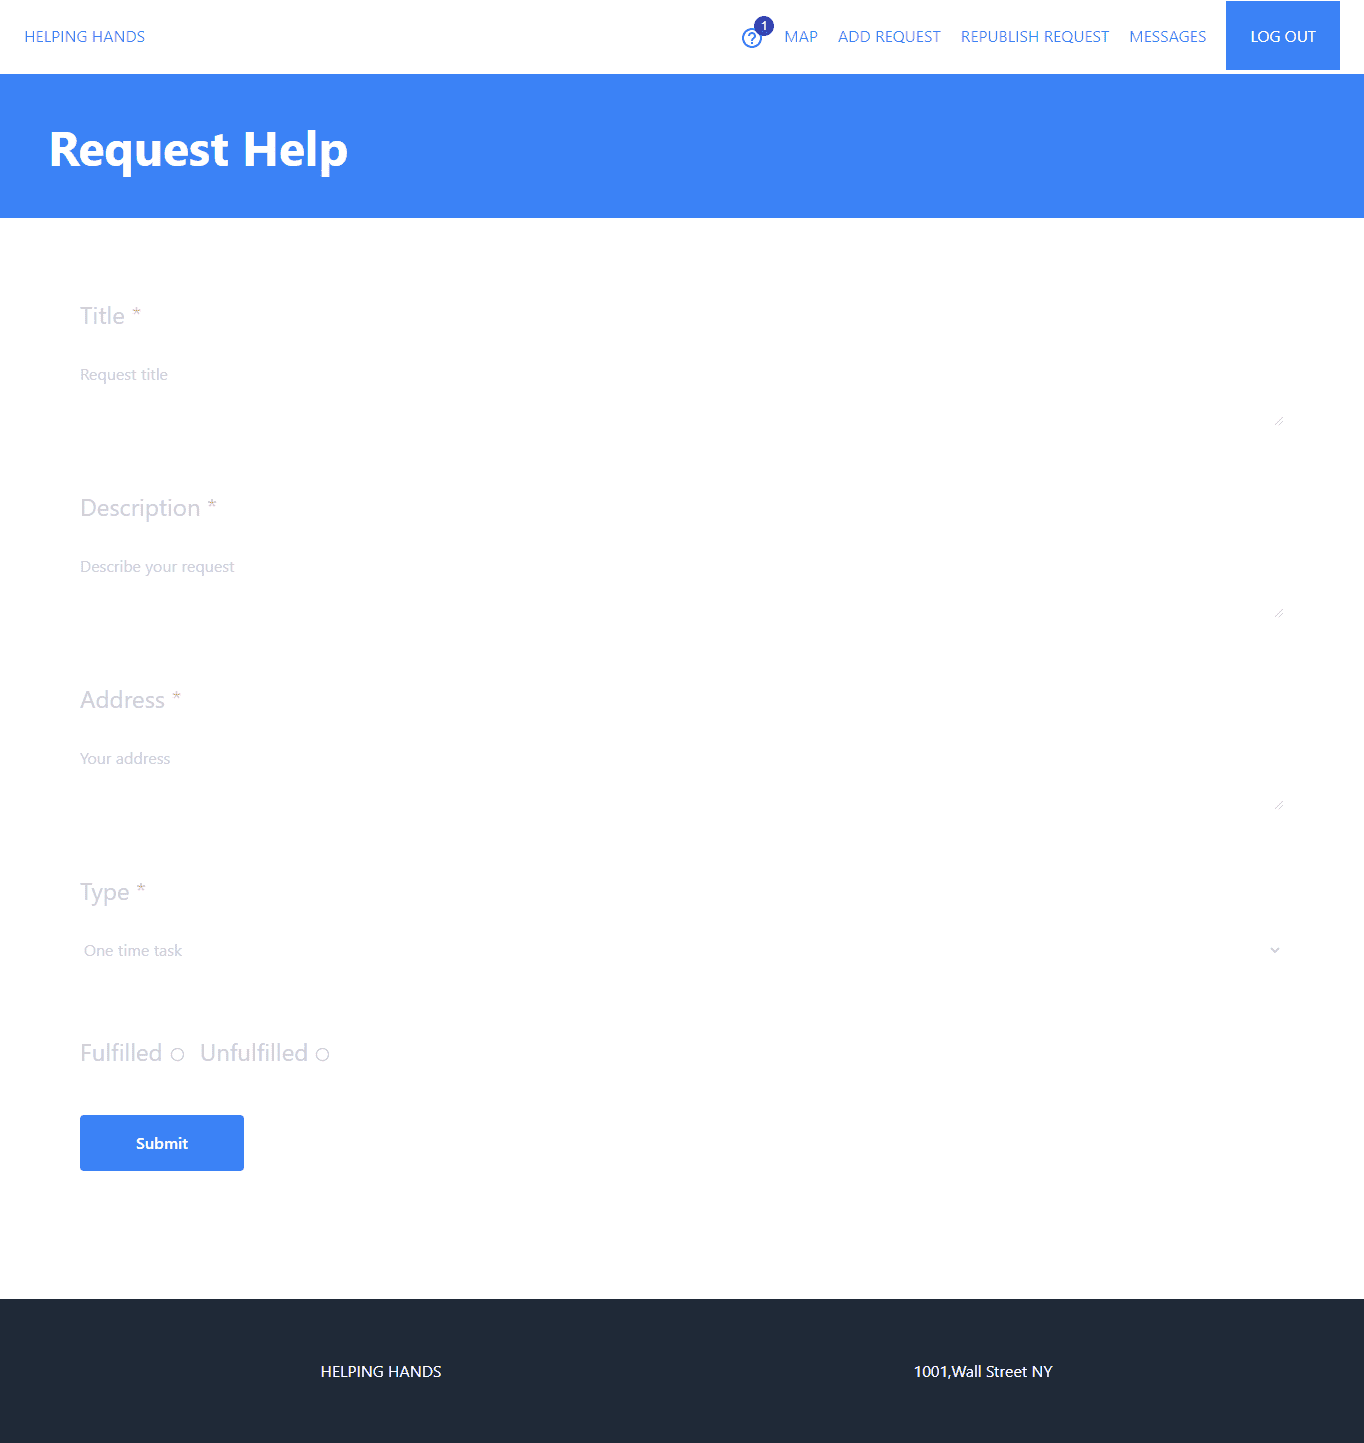 HELPING HANDS 1 MAP ADD REQUEST REPUBLISH REQUEST MESSAGES LOG OUT
Request Help
Title *
Request title
Description *
Describe your request
Address *
Your address
Type *
One time task
Fulfilled Unfulfilled
Submit
HELPING HANDS 1001,Wall Street NY